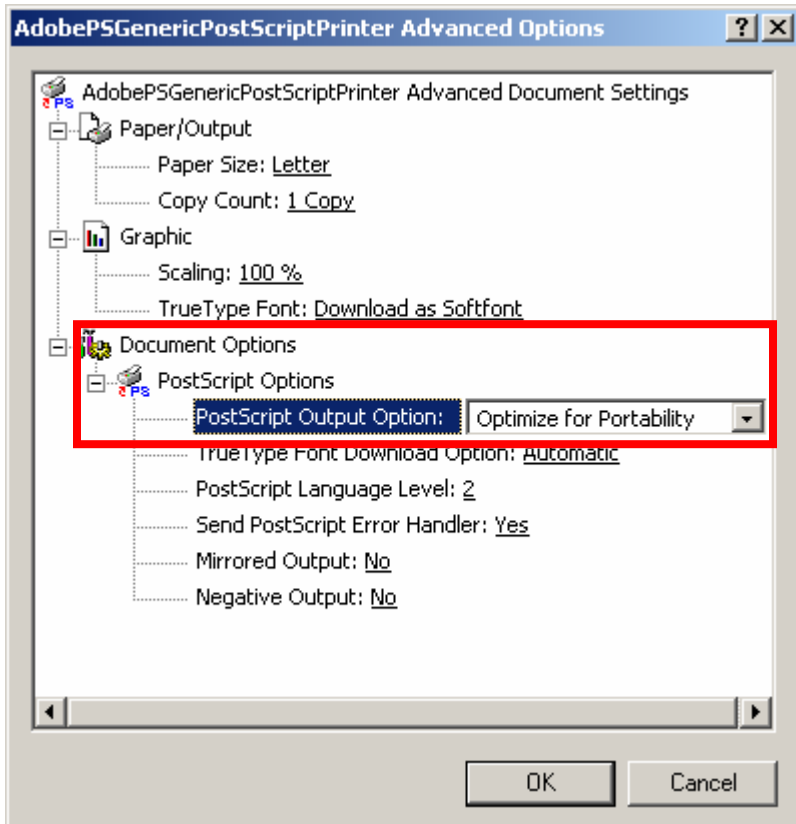 AdobePSGenericPostScriptPrinter Advanced Options
AdobePSGenericPostScriptPrinter Advanced Document Settings
Paper/Output
Paper Size: Letter
Copy Count: 1 Copy
Graphic
Scaling: 100 %
TrueType Font: Download as Softfont
Document Options
PS PostScript Options
PostScript Output Option: Optimize for Portability
TrueType Font Download Option: Automatic
PostScript Language Level: 2
Send PostScript Error Handler: Yes
Mirrored Output: No
Negative Output: No
OK Cancel